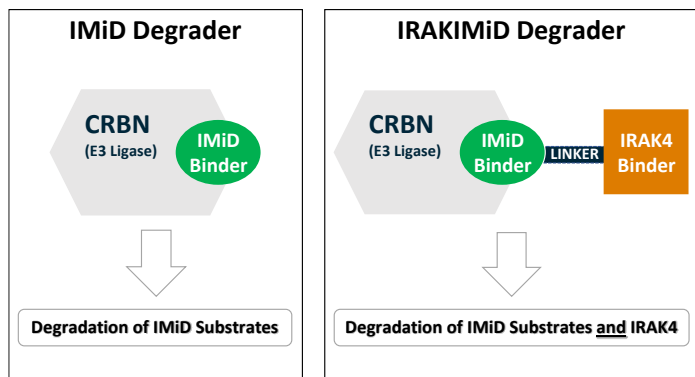 IMiD Degrader
CRBN
(E3 Ligase)
IMiD
Binder
Degradation of IMiD Substrates
IRAKIMiD Degrader
CRBN
(E3 Ligase)
IMiD
Binder
LINKER
IRAK4
Binder
Degradation of IMiD Substrates and IRAK4